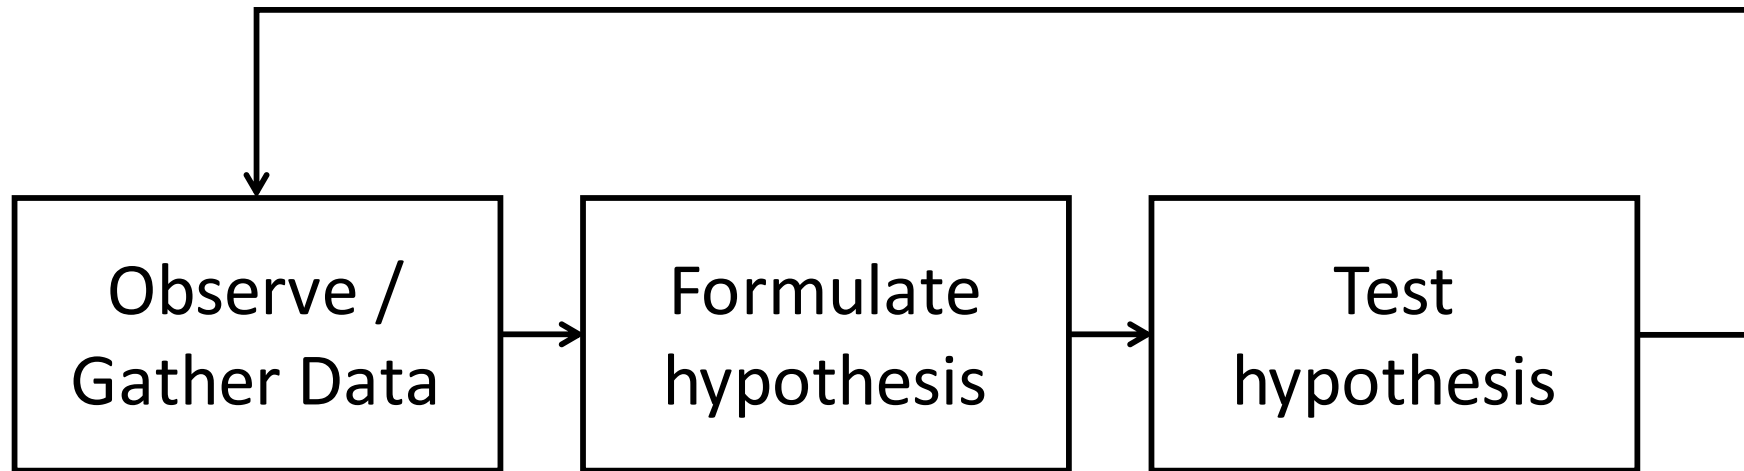 Observe /
Gather Data
Formulate
hypothesis
Test
hypothesis